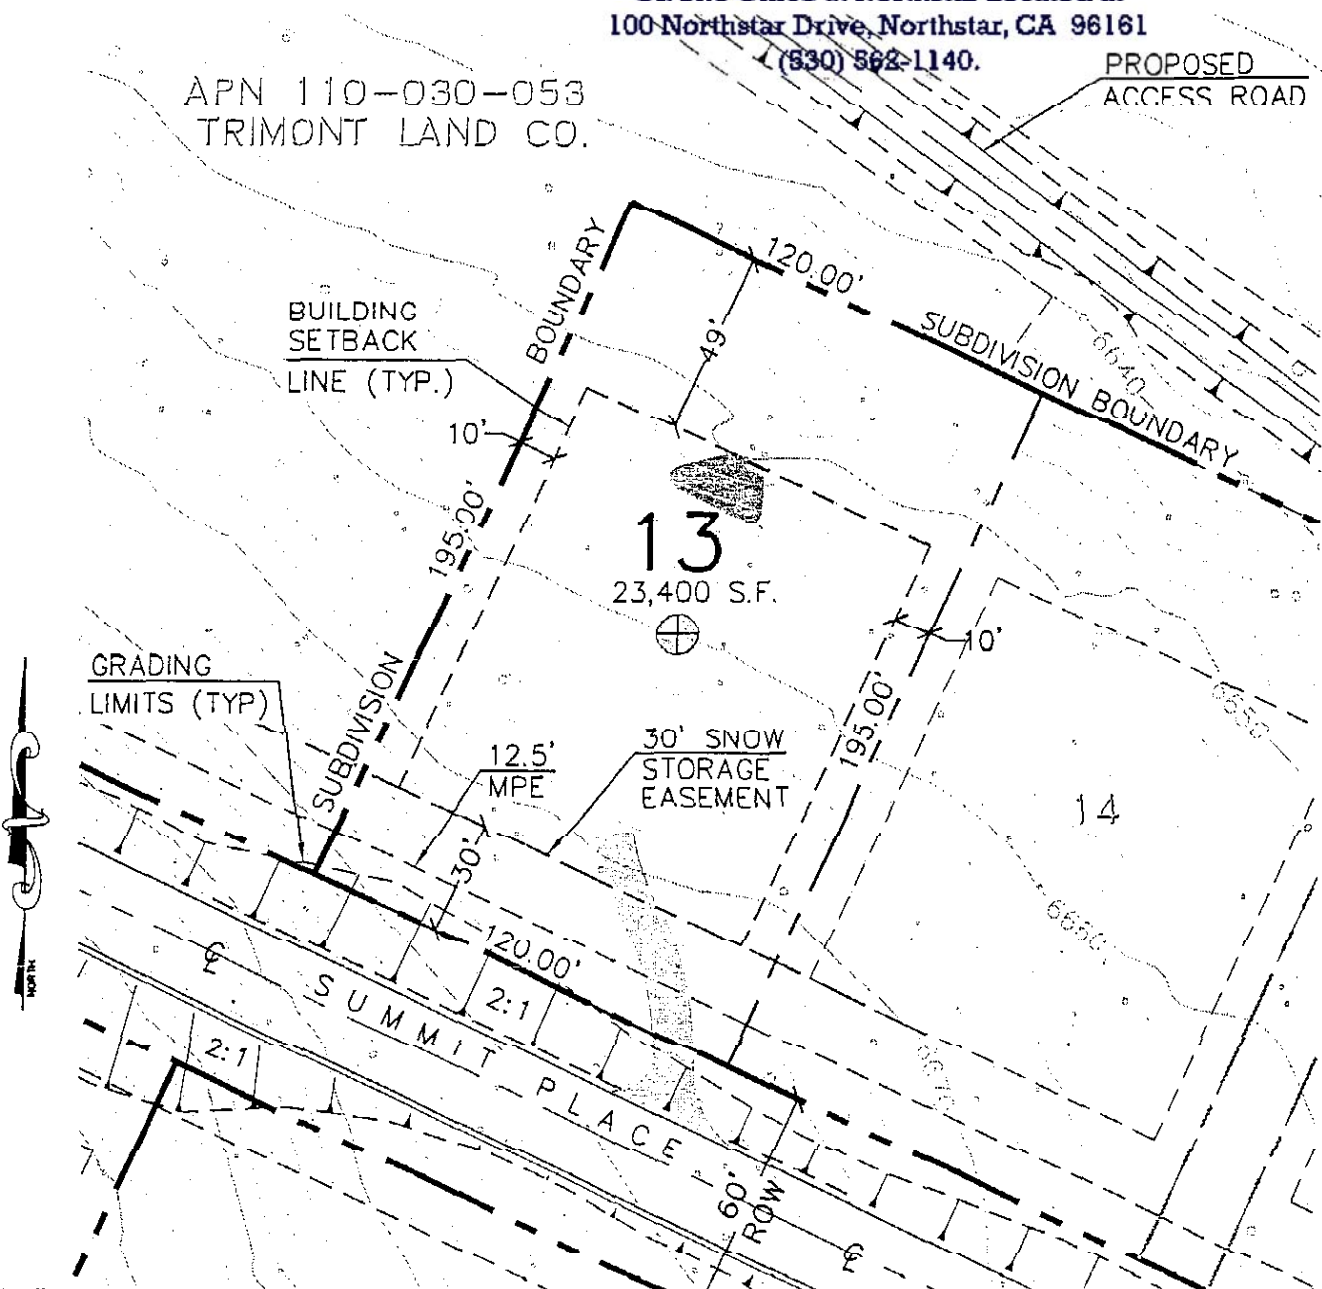 100 Northstar Drive, Northstar, CA 96161
(530) 562-1140.
PROPOSED
ACCESS ROAD
APN 110-030-053
TRIMONT LAND CO.
120.00'
BUILDING
SETBACK
LINE (TYP.)
SUBDIVISION BOUNDARY
49'
SUBDIVISION BOUNDARY
6640
10'
195.00'
13
23,400 S.F.
10'
195.00'
GRADING
LIMITS (TYP)
12.5'
MPE
30' SNOW
STORAGE
EASEMENT
6650
14
30'
6650
120.00'
2:1
℄
SUMMIT PLACE
2:1
60'
ROW
℄
NORTH